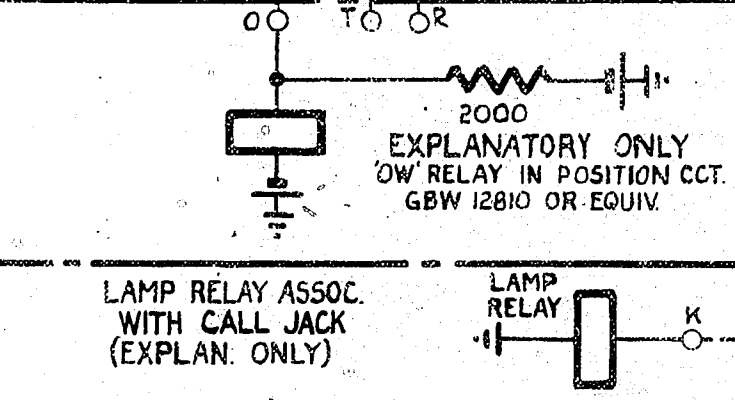 O T R
2000
EXPLANATORY ONLY
'OW' RELAY IN POSITION CCT.
GBW 12810 OR EQUIV.
LAMP RELAY ASSOC.
WITH CALL JACK
(EXPLAN. ONLY)
LAMP
RELAY
K